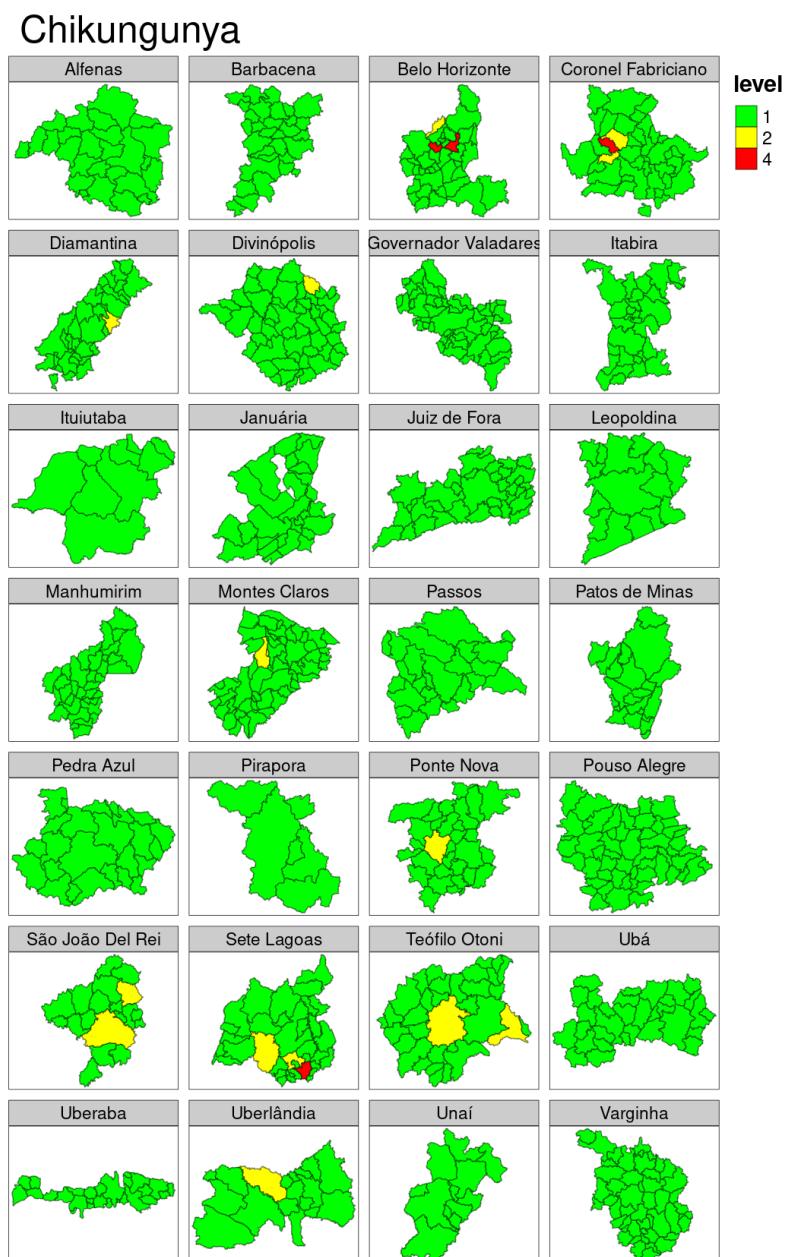 Chikungunya
Alfenas
Barbacena
Belo Horizonte
Coronel Fabriciano
level
1
2
4
Diamantina
Divinópolis
Governador Valadares
Itabira
Ituiutaba
Januária
Juiz de Fora
Leopoldina
Manhumirim
Montes Claros
Passos
Patos de Minas
Pedra Azul
Pirapora
Ponte Nova
Pouso Alegre
São João Del Rei
Sete Lagoas
Teófilo Otoni
Ubá
Uberaba
Uberlândia
Unaí
Varginha